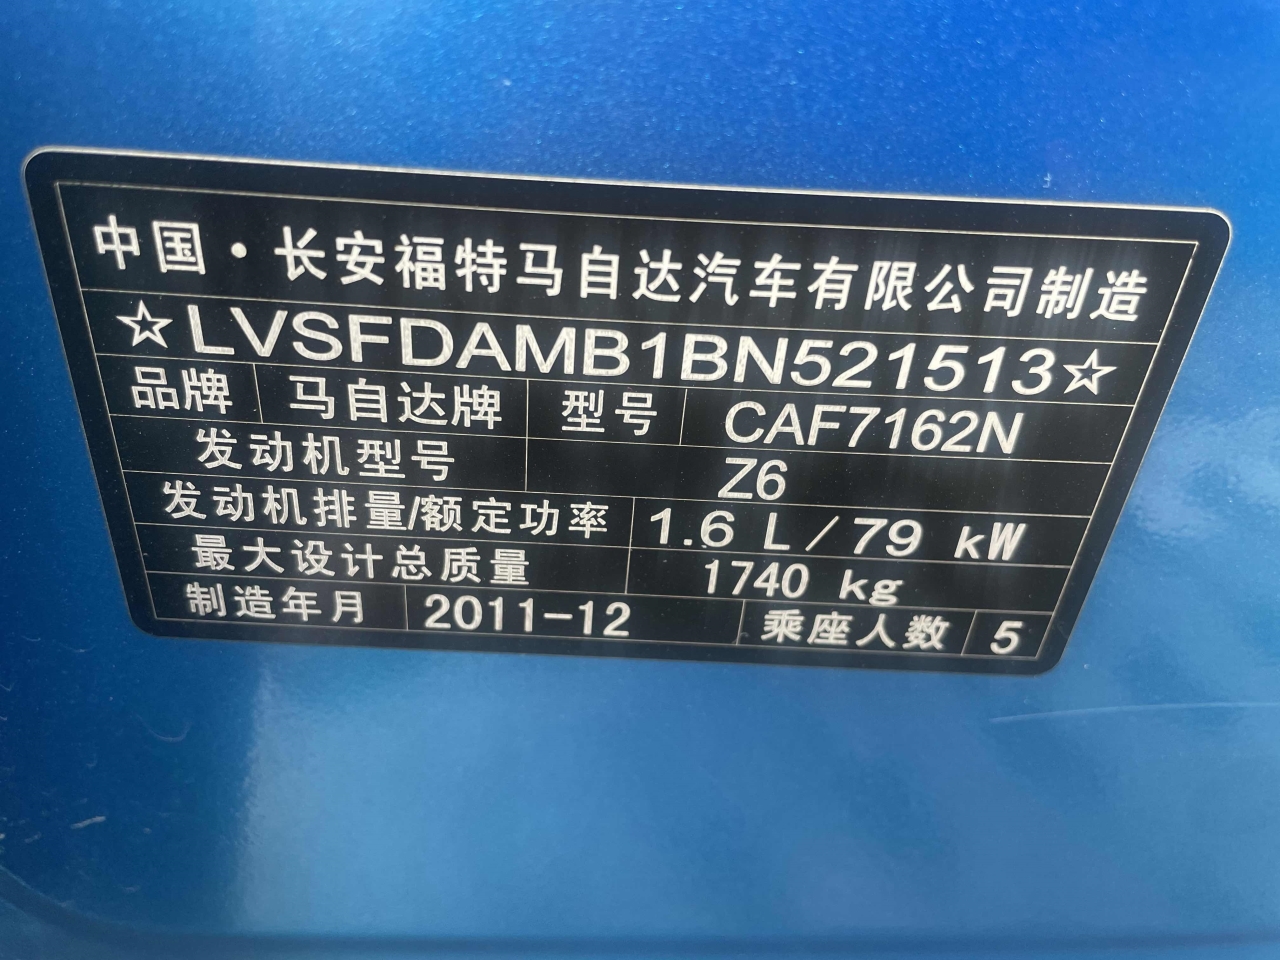 中国·长安福特马自达汽车有限公司制造
☆LVSFDAMB1BN521513☆
品牌 马自达牌 型号 CAF7162N
发动机型号 Z6
发动机排量/额定功率 1.6 L/79 kW
最大设计总质量 1740 kg
制造年月 2011-12 乘座人数 5